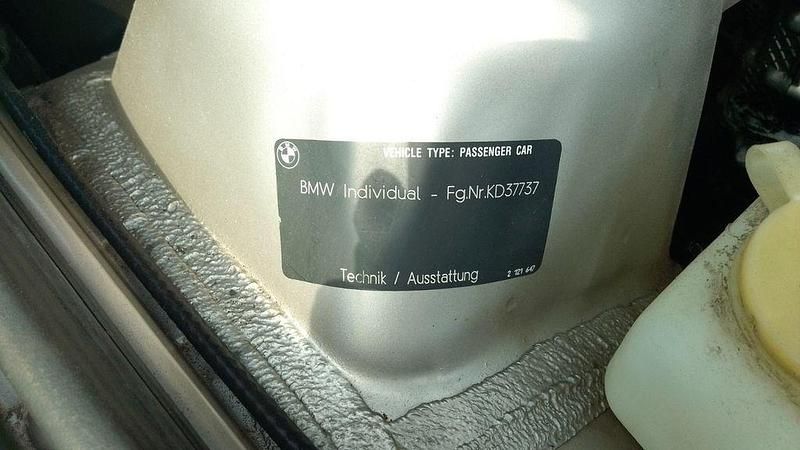 VEHICLE TYPE: PASSENGER CAR
BMW Individual - Fg.Nr.KD37737
Technik / Ausstattung
2 121 647